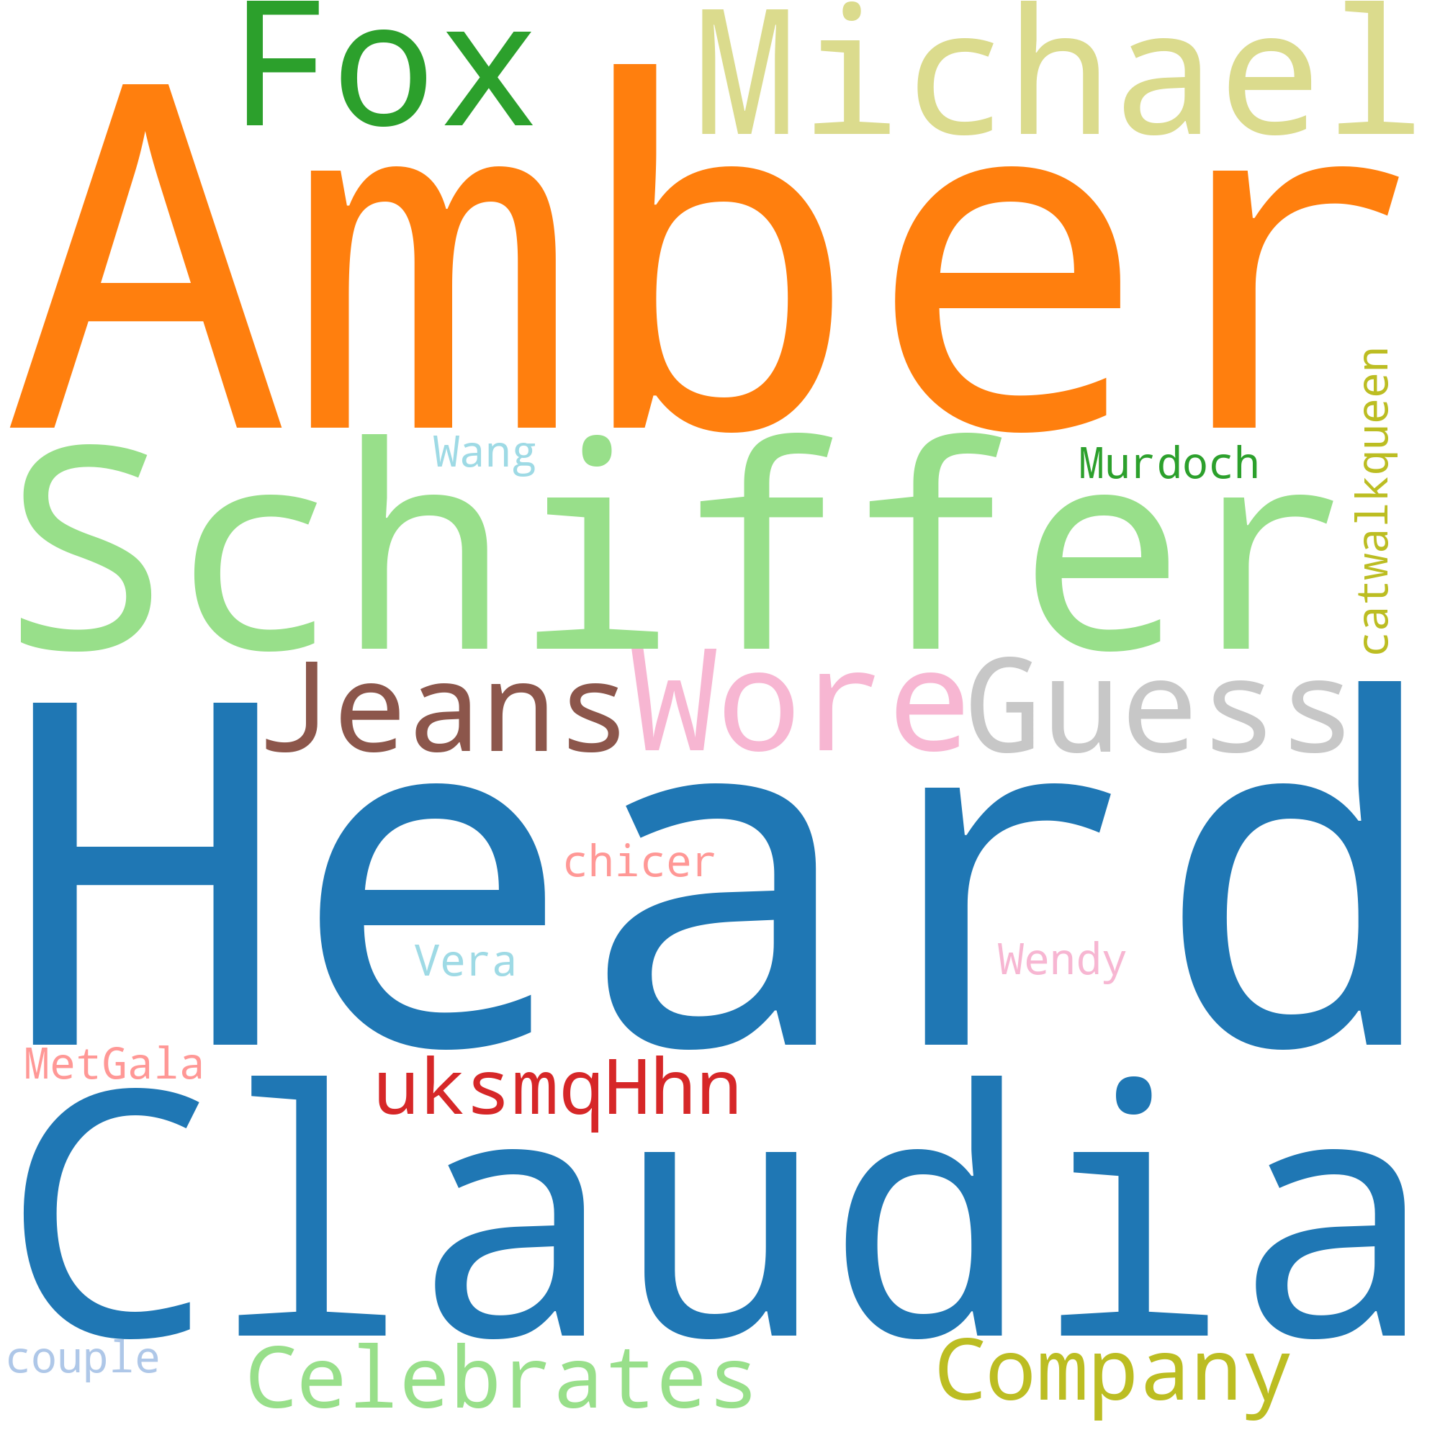 Fox
Michael
Amber
catwalkqueen
Wang
Murdoch
Schiffer
Jeans
Wore
Guess
Heard
chicer
Vera
Wendy
MetGala
uksmqHhn
Claudia
couple
Celebrates
Company